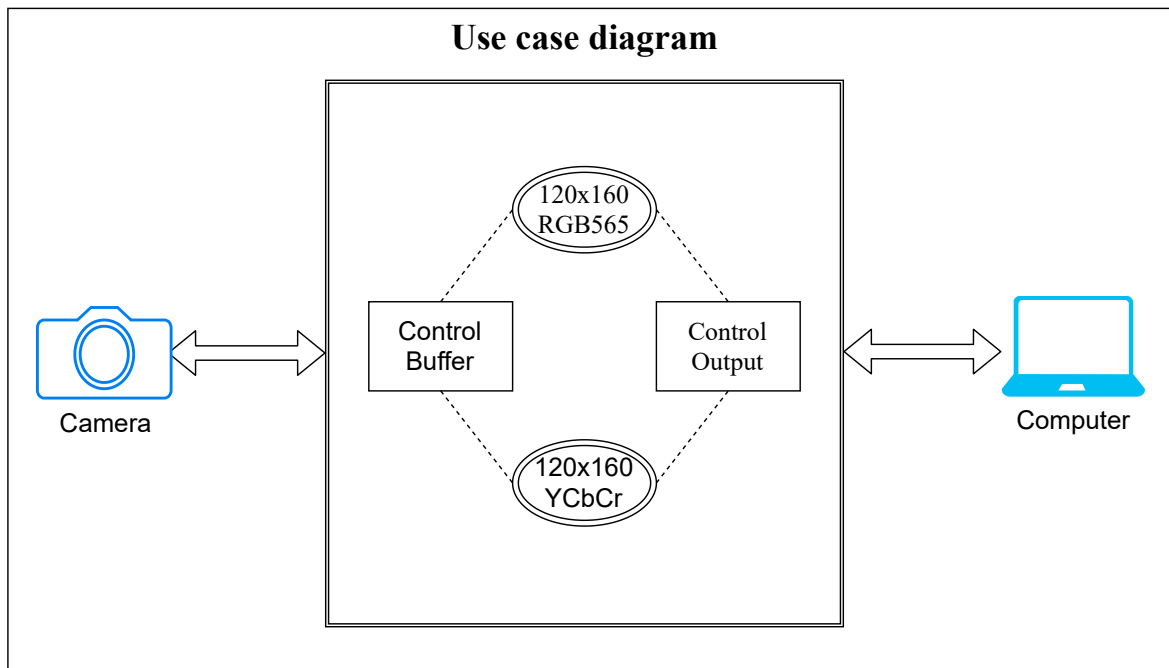 Use case diagram
120x160
RGB565
Control
Buffer
Control
Output
Camera
Computer
120x160
YCbCr